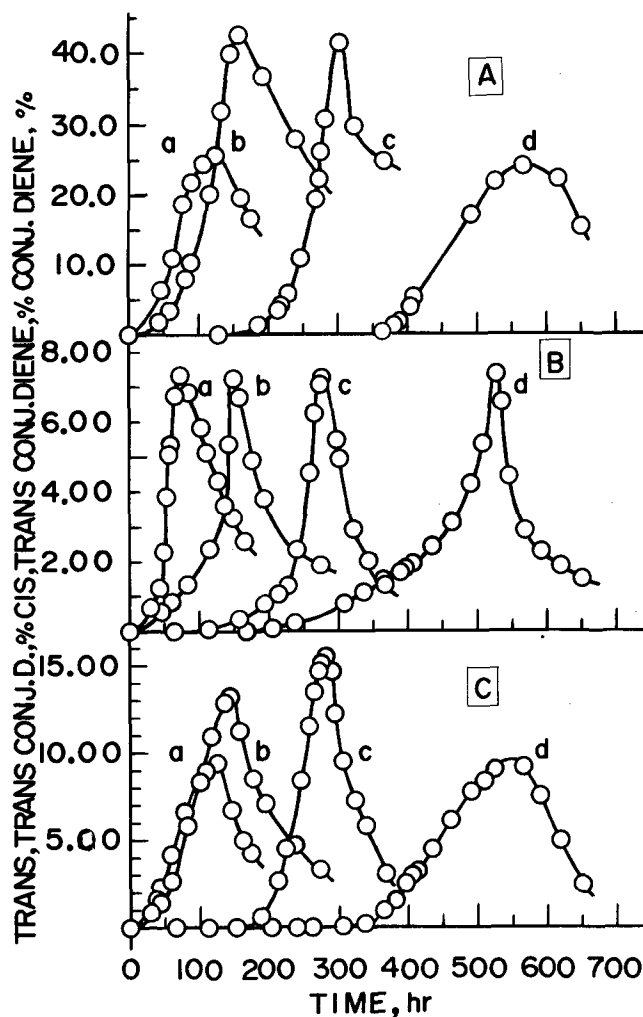 TRANS, TRANS CONJ. D., % CIS, TRANS CONJ. DIENE, % CONJ. DIENE, %
40.0
30.0
20.0
10.0
A
a
b
c
d
8.00
6.00
4.00
2.00
B
a
b
c
d
15.00
10.00
5.00
C
a
b
c
d
0 100 200 300 400 500 600 700
TIME, hr